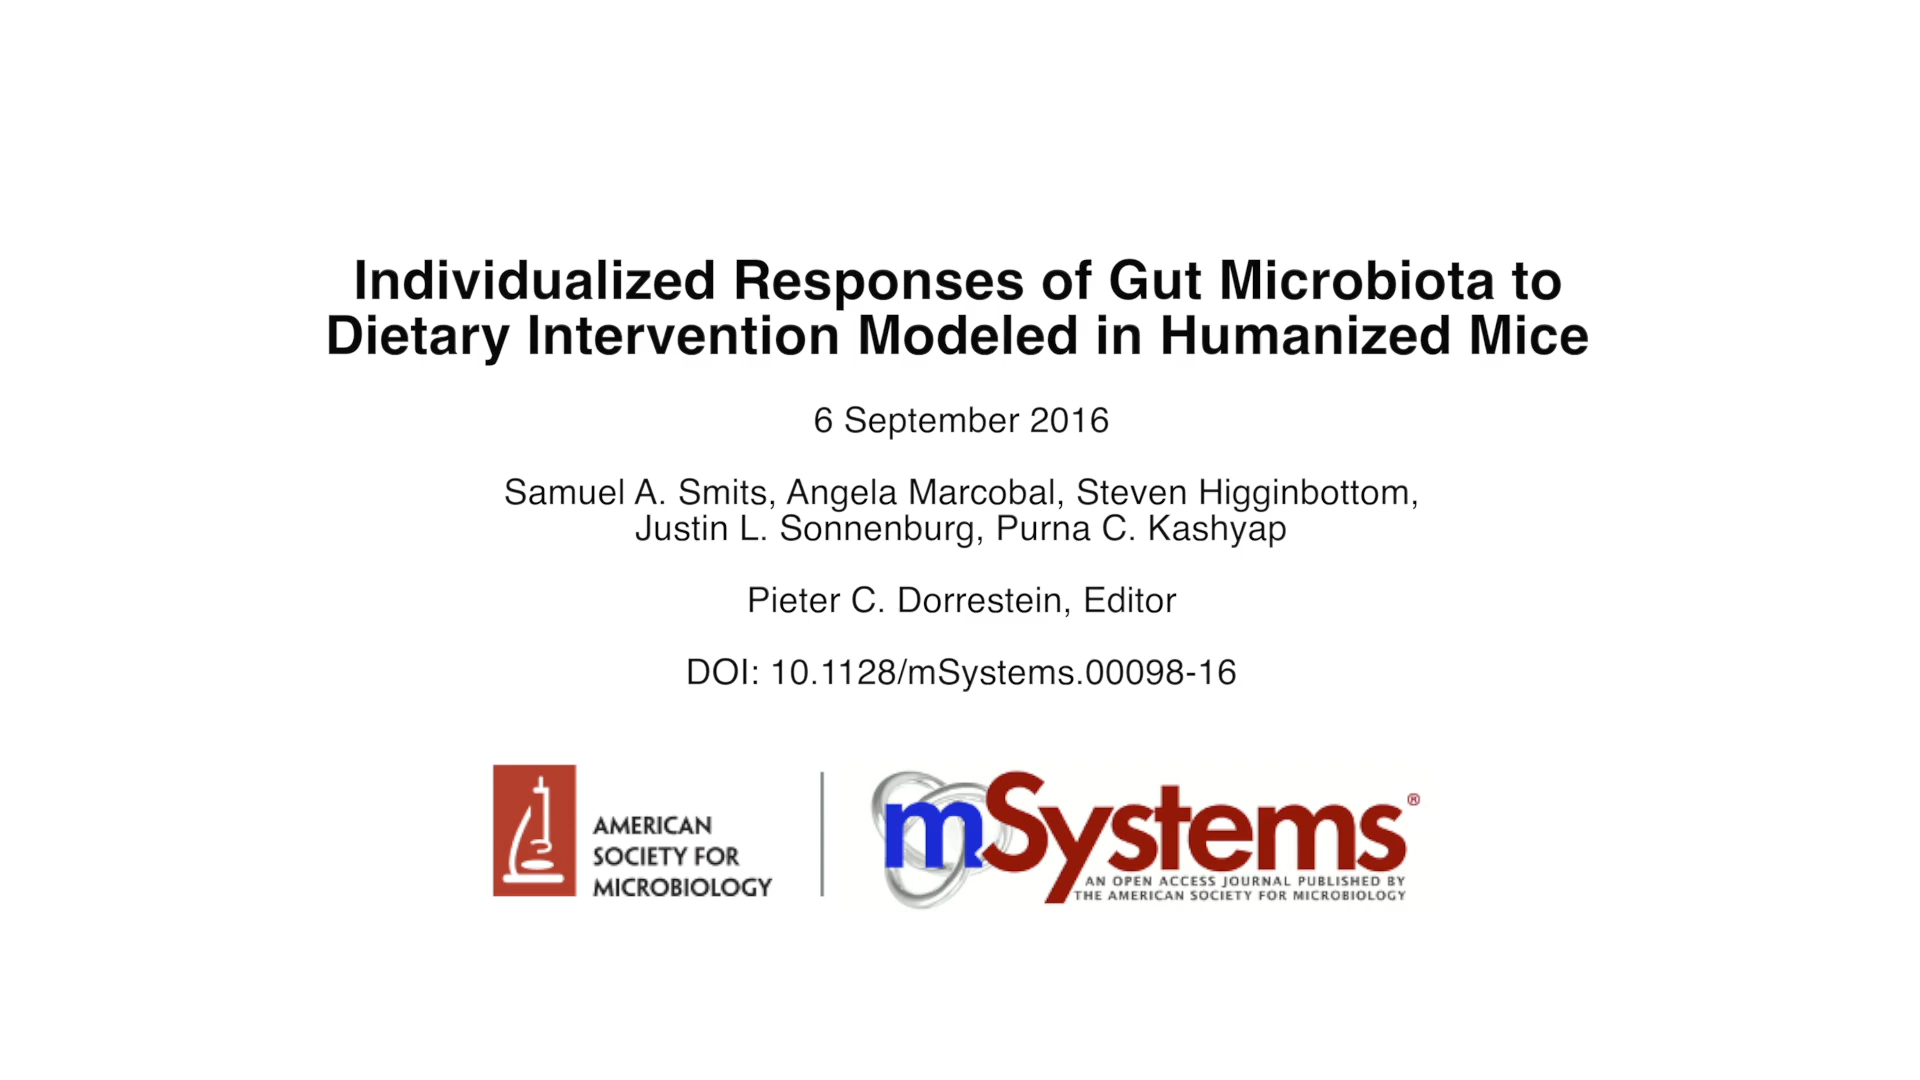 Individualized Responses of Gut Microbiota to
Dietary Intervention Modeled in Humanized Mice
6 September 2016
Samuel A. Smits, Angela Marcobal, Steven Higginbottom,
Justin L. Sonnenburg, Purna C. Kashyap
Pieter C. Dorrestein, Editor
DOI: 10.1128/mSystems.00098-16
AMERICAN
SOCIETY FOR
MICROBIOLOGY
mSystems®
AN OPEN ACCESS JOURNAL PUBLISHED BY
THE AMERICAN SOCIETY FOR MICROBIOLOGY